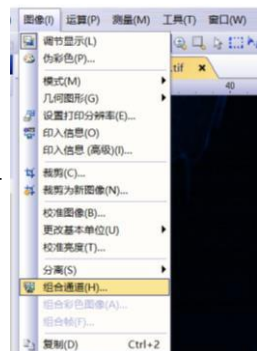 图像(I) 运算(P) 测量(M) 工具(T) 窗口(W)
调节显示(L)
伪彩色(P)...
.tif ×
模式(M)
40
几何图形(G)
设置打印分辨率(E)...
印入信息(O)
印入信息 (高级)(I)...
裁剪(C)...
裁剪为新图像(N)...
校准图像(B)...
更改基本单位(U)
校准亮度(T)...
分离(S)
组合通道(H)...
组合彩色图像(A)...
组合帧(F)...
复制(D) Ctrl+2